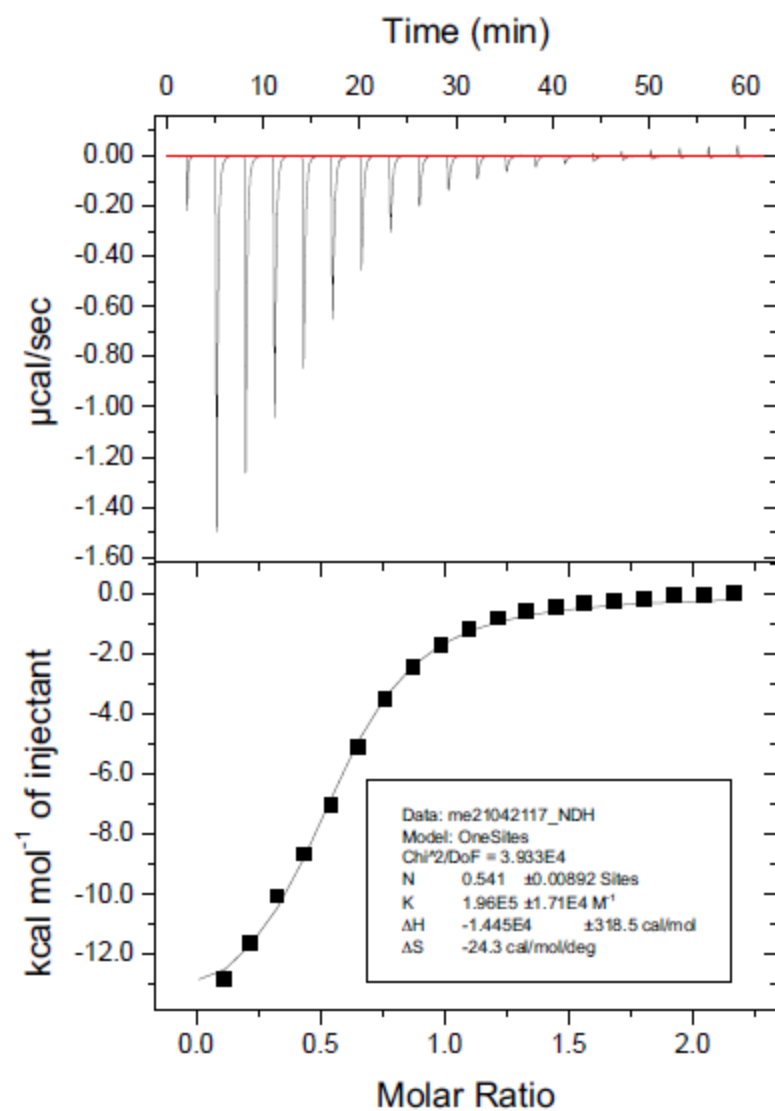 Time (min)
0 10 20 30 40 50 60
0.00
-0.20
-0.40
-0.60
-0.80
-1.00
-1.20
-1.40
-1.60
µcal/sec
0.0
-2.0
-4.0
-6.0
-8.0
-10.0
-12.0
kcal mol⁻¹ of injectant
Data: me21042117_NDH
Model: OneSites
Chi^2/DoF = 3.933E4
N 0.541 ±0.00892 Sites
K 1.96E5 ±1.71E4 M⁻¹
ΔH -1.445E4 ±318.5 cal/mol
ΔS -24.3 cal/mol/deg
0.0 0.5 1.0 1.5 2.0
Molar Ratio